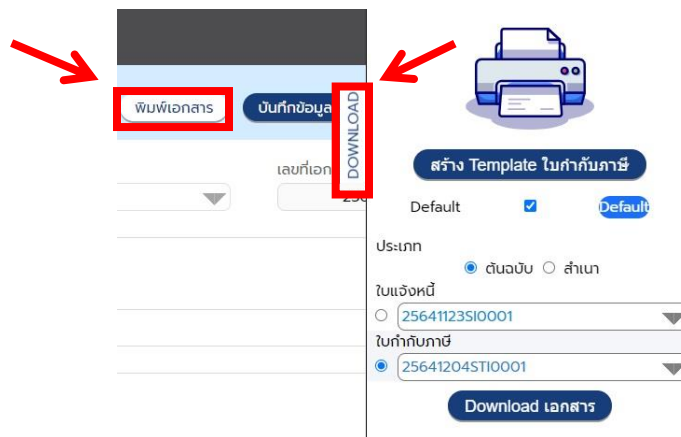 พิมพ์เอกสาร
บันทึกข้อมูล
DOWNLOAD
เลขที่เอก
สร้าง Template ใบกำกับภาษี
Default
Default
ประเภท
ต้นฉบับ
สำเนา
ใบแจ้งหนี้
25641123SI0001
ใบกำกับภาษี
25641204STI0001
Download เอกสาร